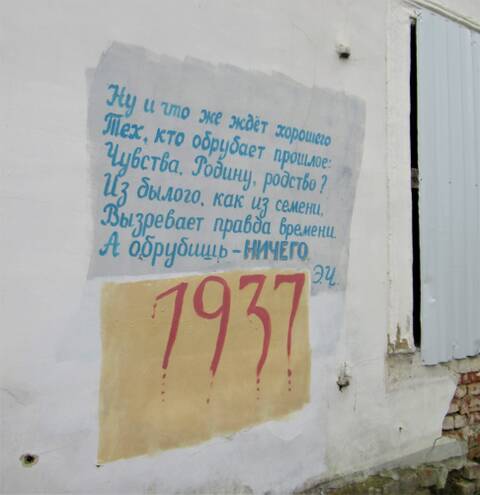 Ну и что же ждёт хорошего
Тех, кто обрубает прошлое:
Чувства, Родину, родство?
Из былого, как из семени,
Вызревает правда времени.
А обрубишь – НИЧЕГО.
Э.Ч.
1937